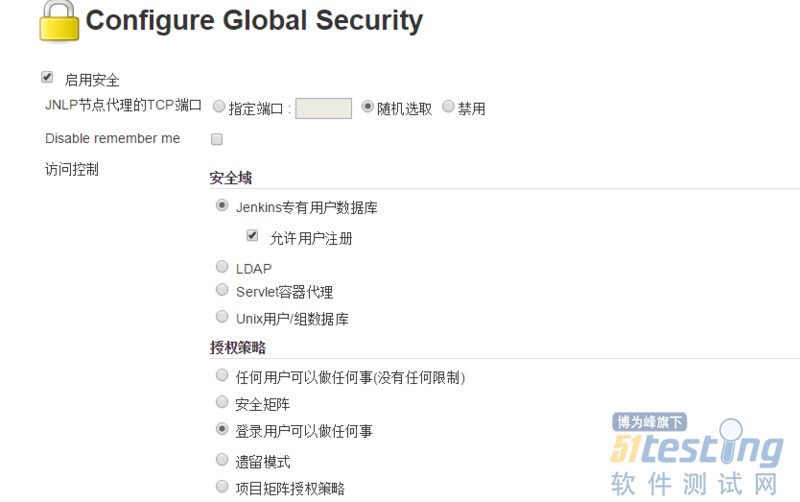 Configure Global Security
启用安全
JNLP节点代理的TCP端口 指定端口 : 随机选取 禁用
Disable remember me
访问控制
安全域
Jenkins专有用户数据库
允许用户注册
LDAP
Servlet容器代理
Unix用户/组数据库
授权策略
任何用户可以做任何事(没有任何限制)
安全矩阵
登录用户可以做任何事
遗留模式
项目矩阵授权策略
博为峰旗下
51testing
软件测试网